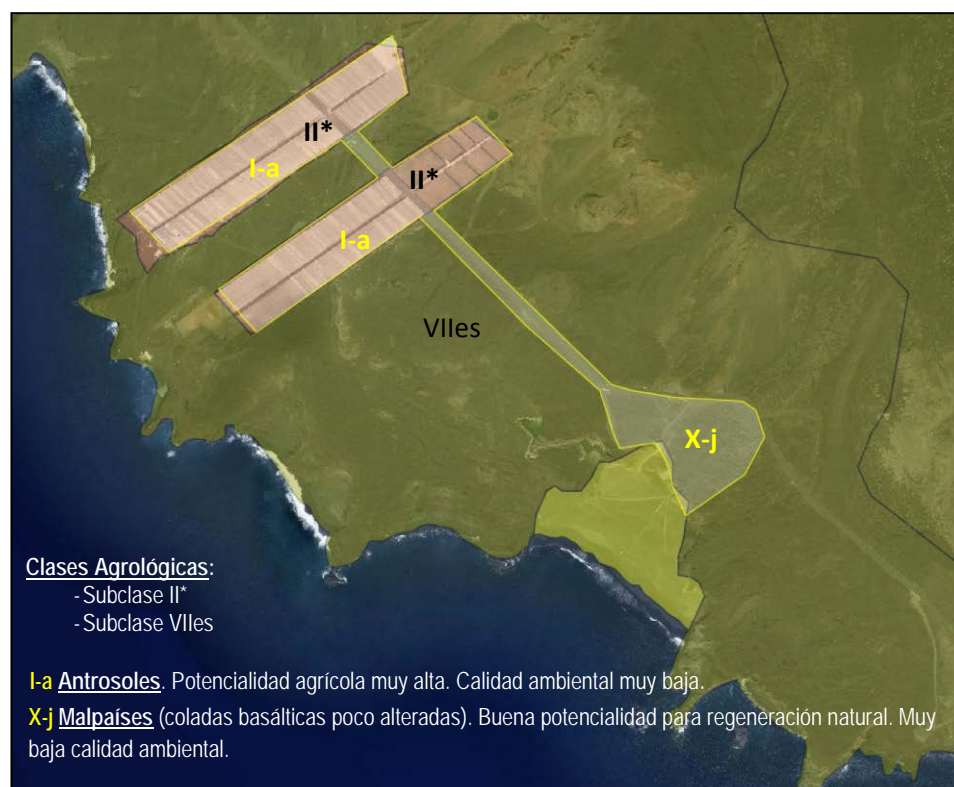 II*
I-a
II*
I-a
VIIes
X-j
Clases Agrológicas:
- Subclase II*
- Subclase VIIes
I-a Antrosoles. Potencialidad agrícola muy alta. Calidad ambiental muy baja.
X-j Malpaíses (coladas basálticas poco alteradas). Buena potencialidad para regeneración natural. Muy
baja calidad ambiental.